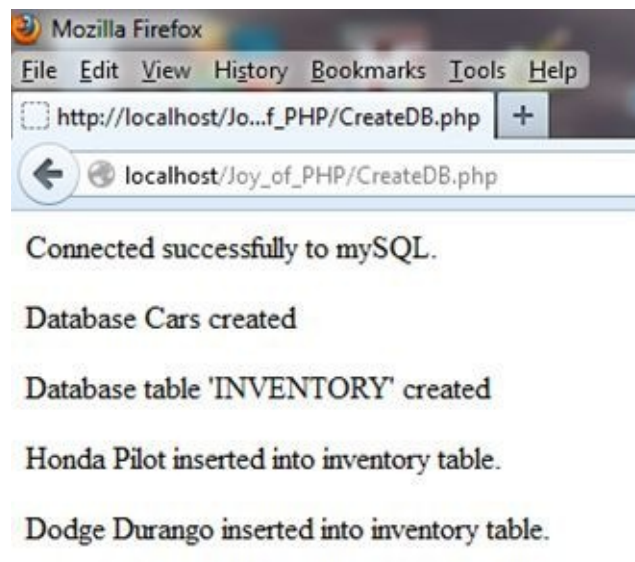 Mozilla Firefox
File Edit View History Bookmarks Tools Help
http://localhost/Jo...f_PHP/CreateDB.php +
localhost/Joy_of_PHP/CreateDB.php
Connected successfully to mySQL.
Database Cars created
Database table 'INVENTORY' created
Honda Pilot inserted into inventory table.
Dodge Durango inserted into inventory table.